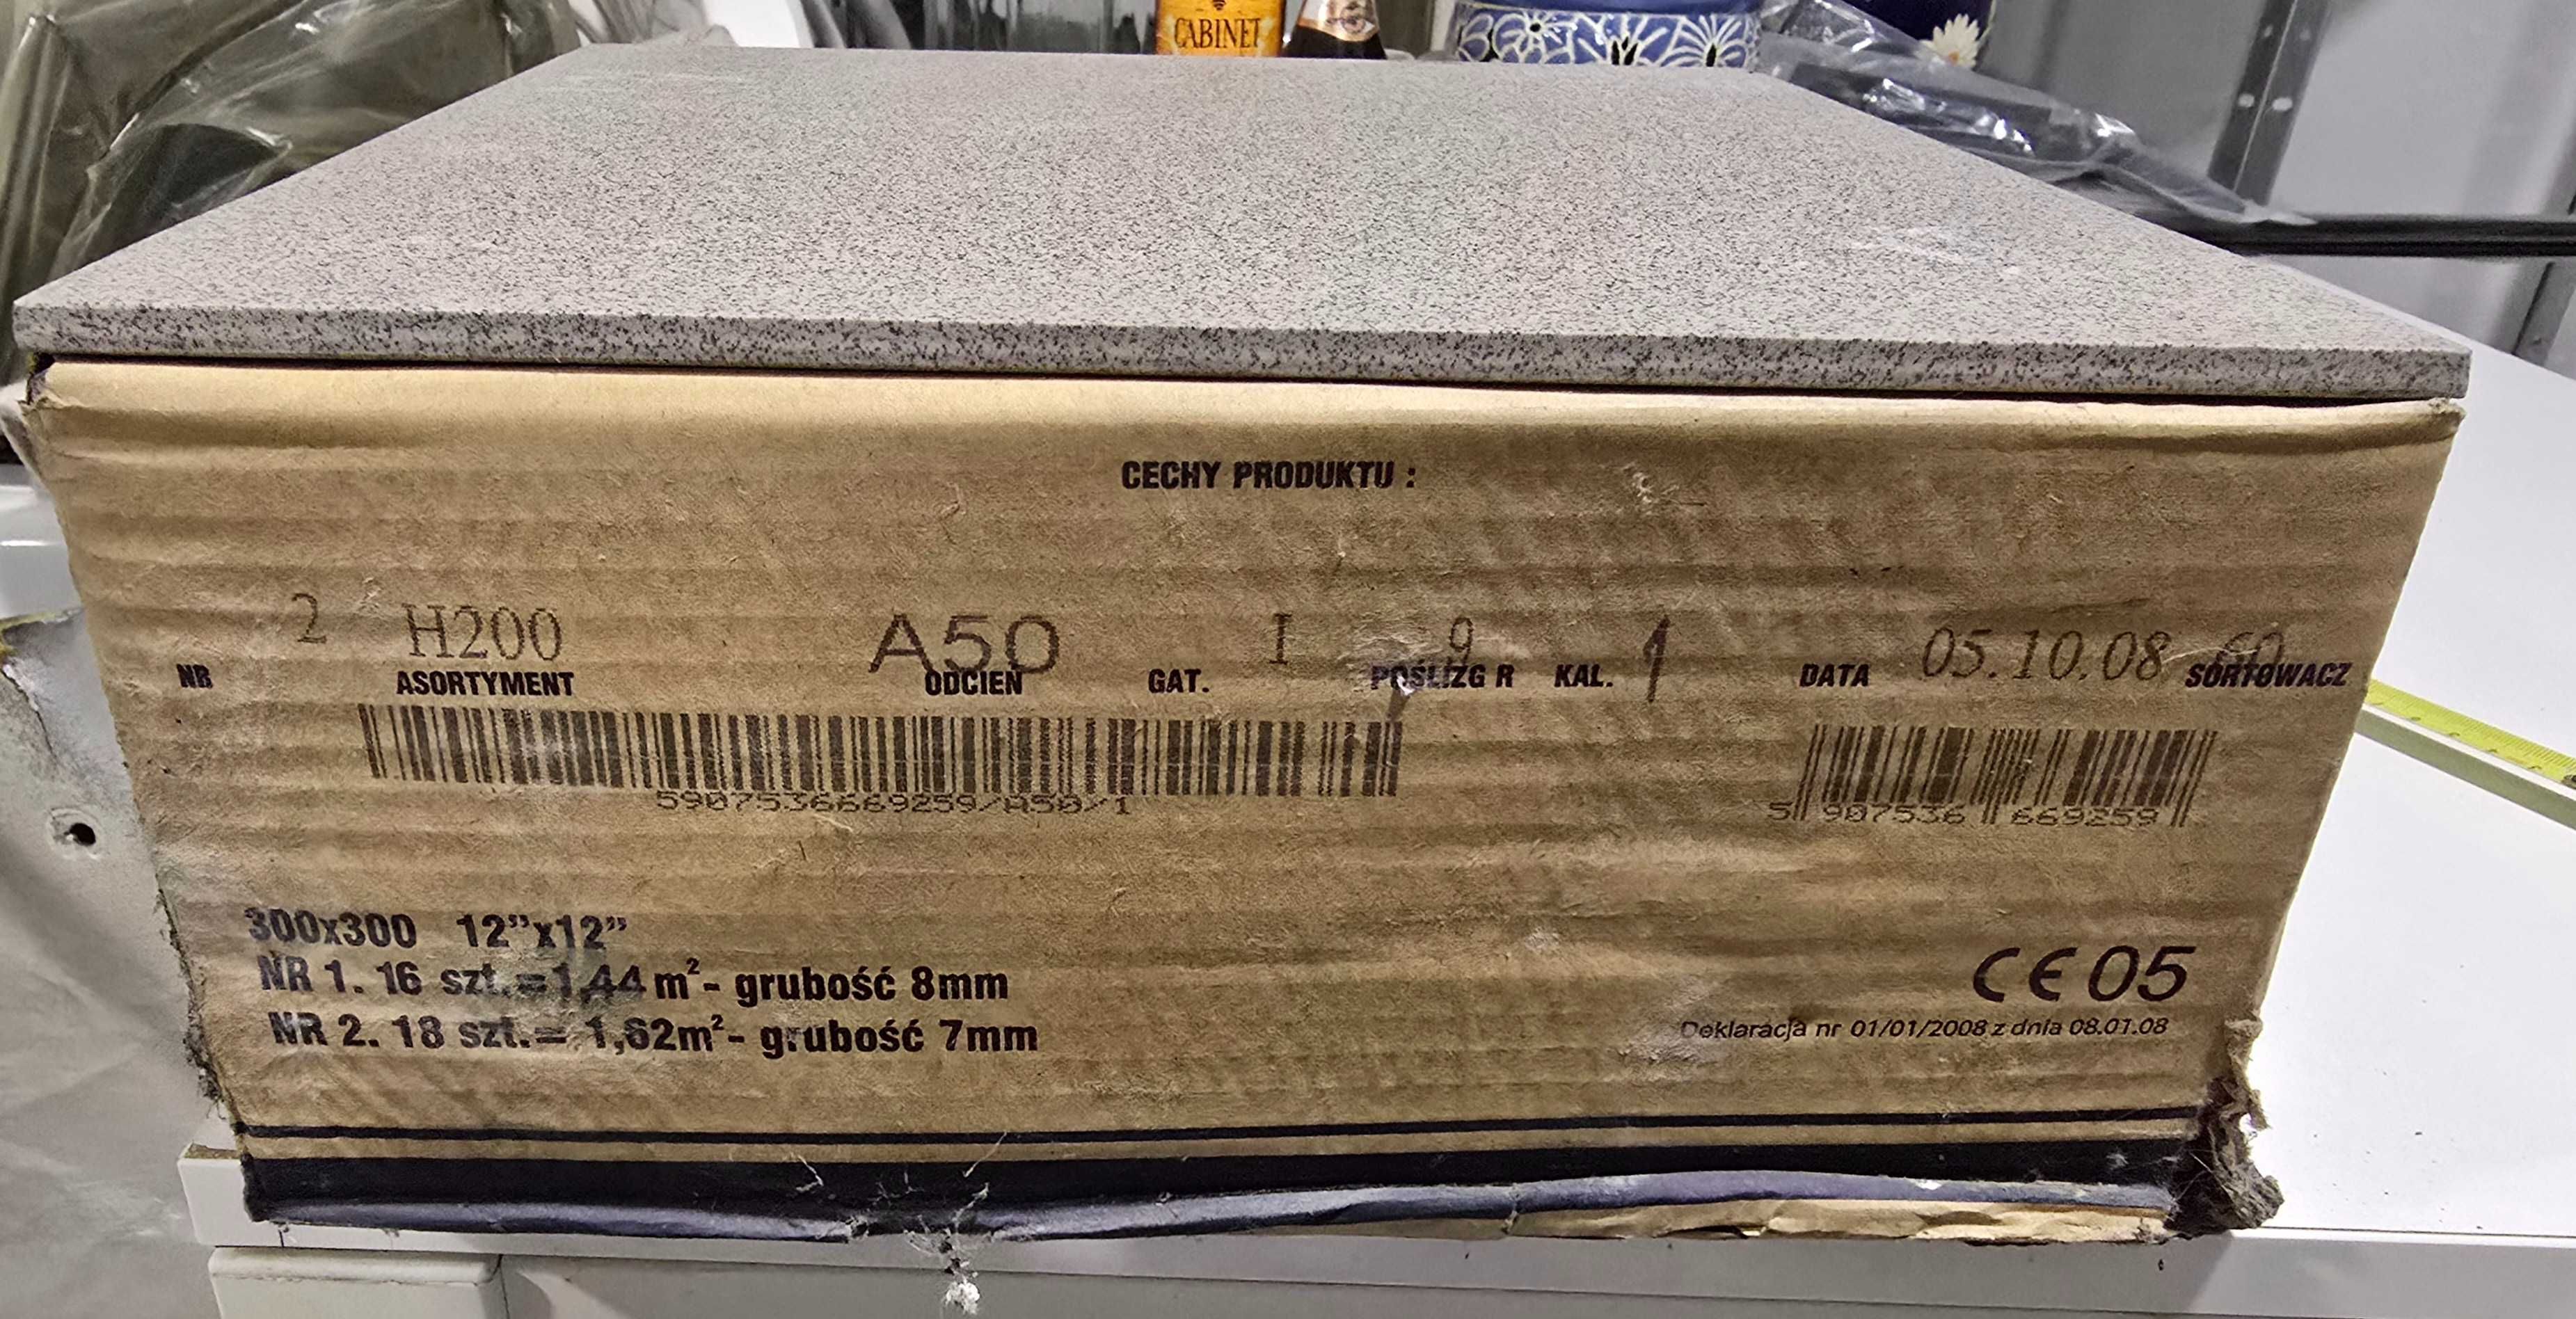 CABINET
CECHY PRODUKTU :
2 H200 A50 I 9 1 05.10.08 60
NR ASORTYMENT ODCIEŃ GAT. POŚLIZG R KAL. DATA SORTOWACZ
5907536669259/A50/1
5 907536 669259
300x300 12”x12”
NR 1. 16 szt.=1,44 m²- grubość 8mm
NR 2. 18 szt.= 1,62m²- grubość 7mm
CE 05
Deklaracja nr 01/01/2008 z dnia 08.01.08